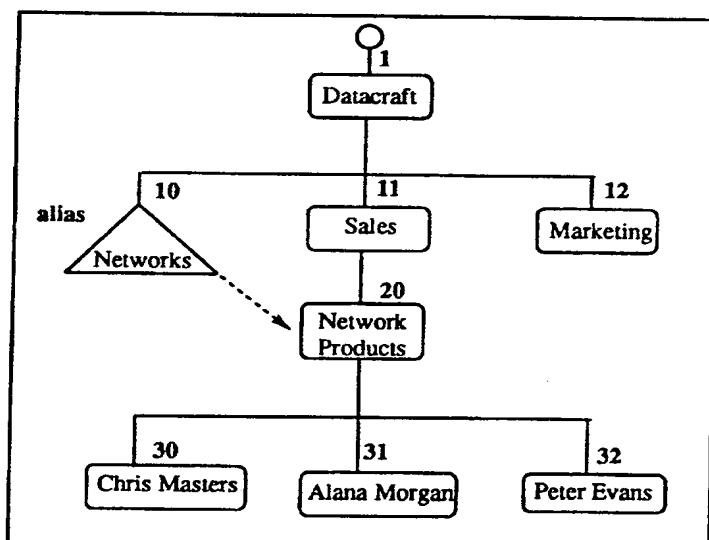 1
Datacraft
10
11
12
alias
Networks
Sales
Marketing
20
Network
Products
30
31
32
Chris Masters
Alana Morgan
Peter Evans